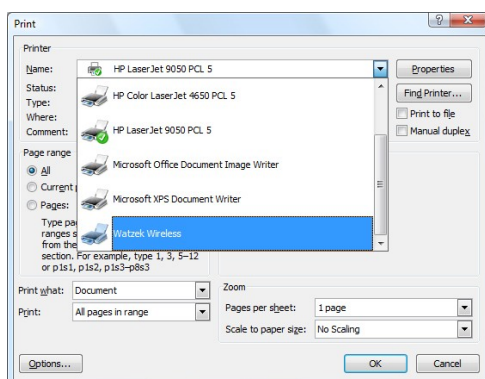 Print
Printer
Name: HP LaserJet 9050 PCL 5 Properties
Status:
HP Color LaserJet 4650 PCL 5 Find Printer...
Type:
Where: Print to file
HP LaserJet 9050 PCL 5
Comment: Manual duplex
Page range
Microsoft Office Document Image Writer
All
Current
Microsoft XPS Document Writer
Pages:
Type
ranges
Watzek Wireless
from the
section. For example, type 1, 3, 5–12
or p1s1, p1s2, p1s3–p8s3
Print what: Document Zoom
Pages per sheet: 1 page
Print: All pages in range
Scale to paper size: No Scaling
Options... OK Cancel